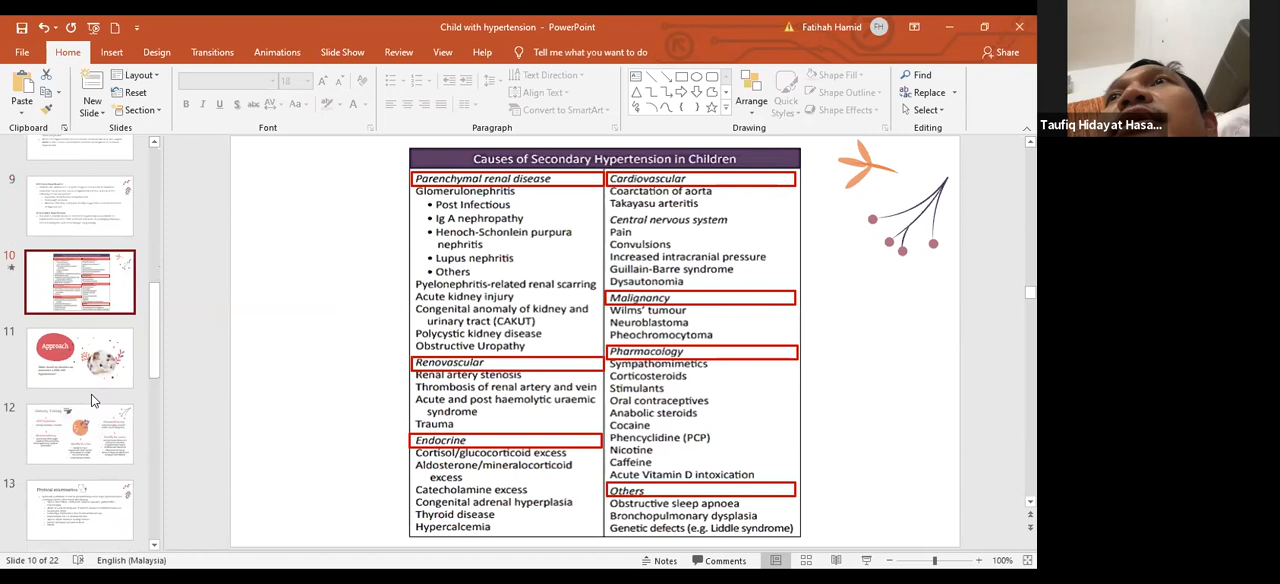 Child with hypertension - PowerPoint
Fatihah Hamid
FH
File
Home
Insert
Design
Transitions
Animations
Slide Show
Review
View
Help
Tell me what you want to do
Share
Paste
New
Slide
Layout
Reset
Section
18
Text Direction
Align Text
Convert to SmartArt
Arrange
Quick
Styles
Shape Fill
Shape Outline
Shape Effects
Find
Replace
Select
Clipboard
Slides
Font
Paragraph
Drawing
Editing
Taufiq Hidayat Hasa...
9
10
11
Approach
12
13
Physical examination
Causes of Secondary Hypertension in Children
Parenchymal renal disease
Glomerulonephritis
• Post Infectious
• Ig A nephropathy
• Henoch-Schonlein purpura
nephritis
• Lupus nephritis
• Others
Pyelonephritis-related renal scarring
Acute kidney injury
Congenital anomaly of kidney and
urinary tract (CAKUT)
Polycystic kidney disease
Obstructive Uropathy
Renovascular
Renal artery stenosis
Thrombosis of renal artery and vein
Acute and post haemolytic uraemic
syndrome
Trauma
Endocrine
Cortisol/glucocorticoid excess
Aldosterone/mineralocorticoid
excess
Catecholamine excess
Congenital adrenal hyperplasia
Thyroid disease
Hypercalcemia
Cardiovascular
Coarctation of aorta
Takayasu arteritis
Central nervous system
Pain
Convulsions
Increased intracranial pressure
Guillain-Barre syndrome
Dysautonomia
Malignancy
Wilms' tumour
Neuroblastoma
Pheochromocytoma
Pharmacology
Sympathomimetics
Corticosteroids
Stimulants
Oral contraceptives
Anabolic steroids
Cocaine
Phencyclidine (PCP)
Nicotine
Caffeine
Acute Vitamin D intoxication
Others
Obstructive sleep apnoea
Bronchopulmonary dysplasia
Genetic defects (e.g. Liddle syndrome)
Slide 10 of 22
English (Malaysia)
Notes
Comments
100%